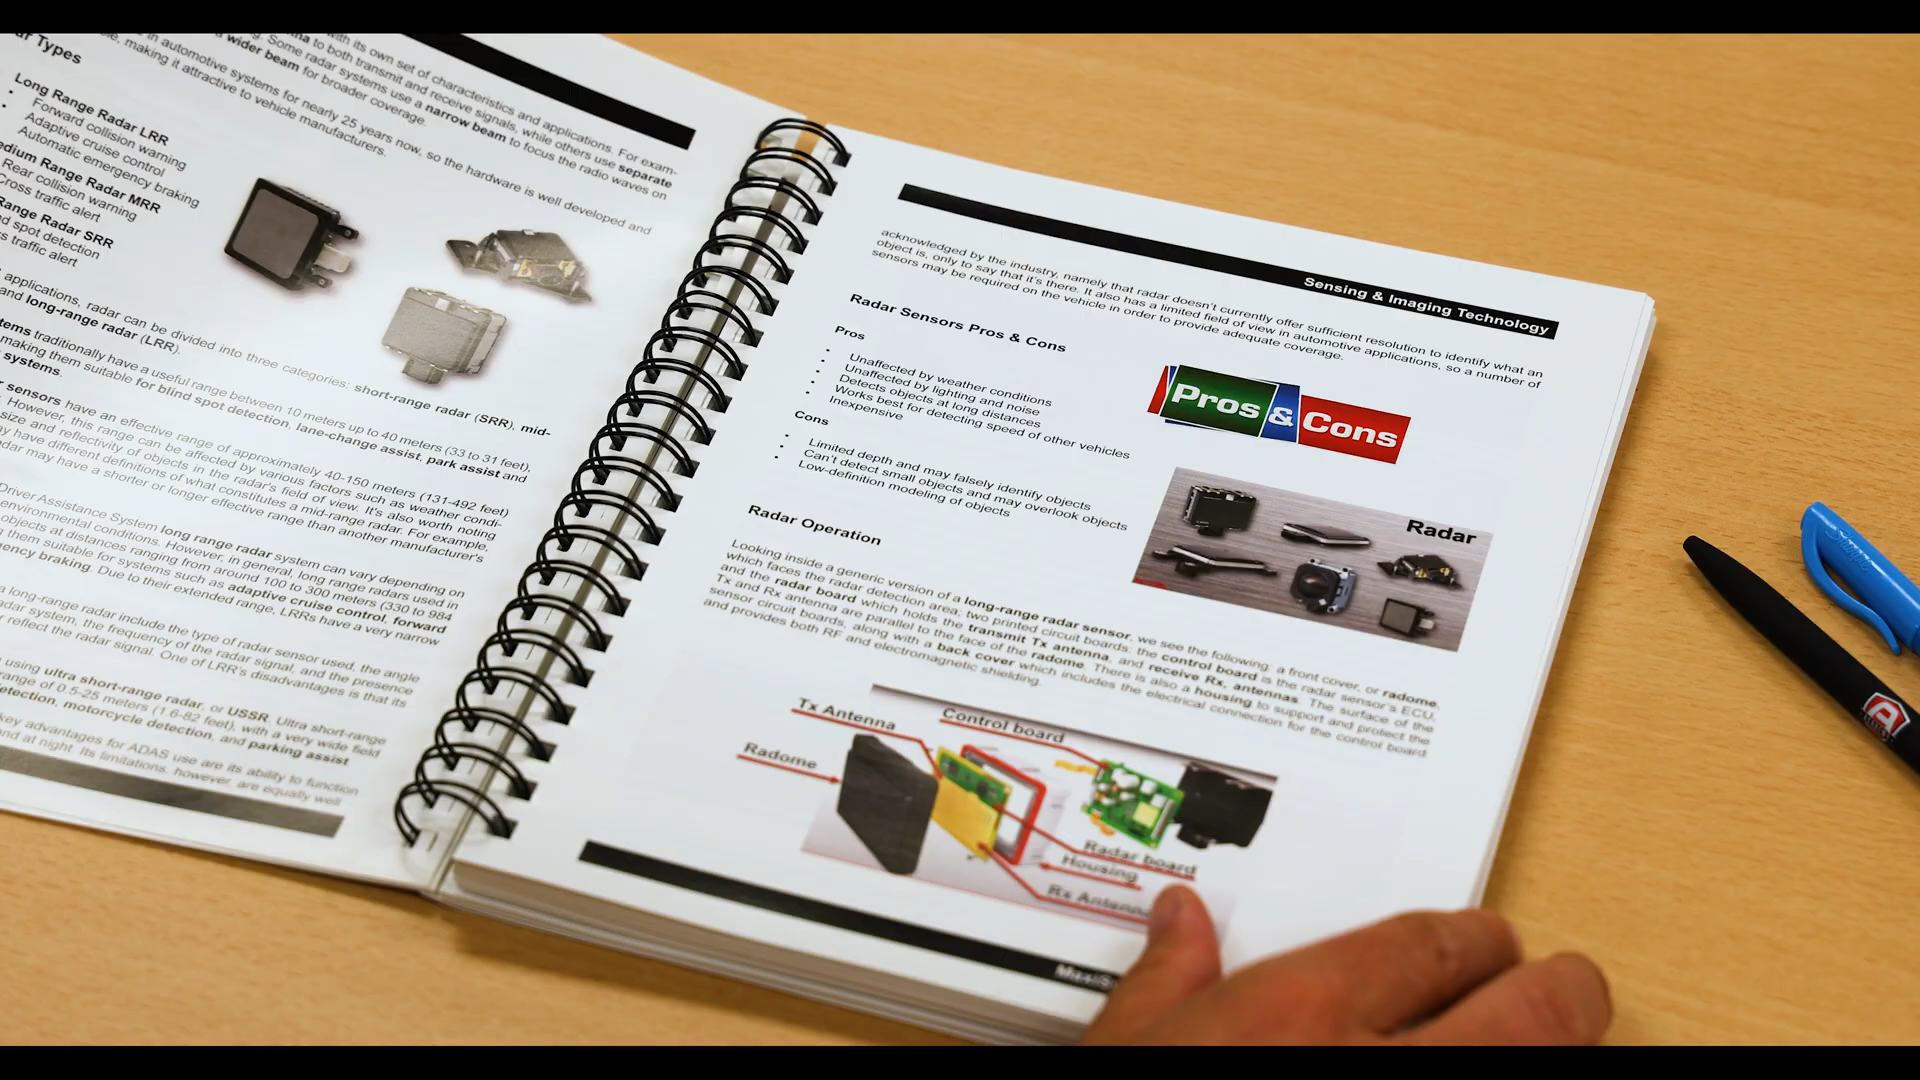 ar Types
Long Range Radar LRR
Forward collision warning
Adaptive cruise control
Automatic emergency braking
edium Range Radar MRR
Rear collision warning
Cross traffic alert
Range Radar SRR
d spot detection
s traffic alert
with its own set of characteristics and applications. For exam-
nna to both transmit and receive signals, while others use separate
g. Some radar systems use a narrow beam to focus the radio waves on
a wider beam for broader coverage.
in automotive systems for nearly 25 years now, so the hardware is well developed and
le, making it attractive to vehicle manufacturers.
applications, radar can be divided into three categories: short-range radar (SRR), mid-
and long-range radar (LRR).
tems traditionally have a useful range between 10 meters up to 40 meters (33 to 31 feet),
making them suitable for blind spot detection, lane-change assist, park assist and
systems.
r sensors have an effective range of approximately 40-150 meters (131-492 feet)
However, this range can be affected by various factors such as weather condi-
size and reflectivity of objects in the radar's field of view. It's also worth noting
ay have different definitions of what constitutes a mid-range radar. For example,
adar may have a shorter or longer effective range than another manufacturer's
Driver Assistance System long range radar system can vary depending on
environmental conditions. However, in general, long range radars used in
objects at distances ranging from around 100 to 300 meters (330 to 984
g them suitable for systems such as adaptive cruise control, forward
gency braking. Due to their extended range, LRRs have a very narrow
a long-range radar include the type of radar sensor used, the angle
adar system, the frequency of the radar signal, and the presence
r reflect the radar signal. One of LRR's disadvantages is that its
using ultra short-range radar, or USSR. Ultra short-range
range of 0.5-25 meters (1.6-82 feet), with a very wide field
detection, motorcycle detection, and parking assist
key advantages for ADAS use are its ability to function
and at night. Its limitations, however, are equally well
Sensing & Imaging Technology
acknowledged by the industry, namely that radar doesn't currently offer sufficient resolution to identify what an
object is, only to say that it's there. It also has a limited field of view in automotive applications, so a number of
sensors may be required on the vehicle in order to provide adequate coverage.
Radar Sensors Pros & Cons
Pros
Unaffected by weather conditions
Unaffected by lighting and noise
Detects objects at long distances
Works best for detecting speed of other vehicles
Inexpensive
Cons
Limited depth and may falsely identify objects
Can't detect small objects and may overlook objects
Low-definition modeling of objects
Pros & Cons
Radar
Radar Operation
Looking inside a generic version of a long-range radar sensor, we see the following: a front cover, or radome,
which faces the radar detection area; two printed circuit boards: the control board is the radar sensor's ECU,
and the radar board which holds the transmit Tx antenna, and receive Rx, antennas. The surface of the
Tx and Rx antenna are parallel to the face of the radome. There is also a housing to support and protect the
sensor circuit boards, along with a back cover which includes the electrical connection for the control board
and provides both RF and electromagnetic shielding.
Tx Antenna
Control board
Radome
Radar board
Housing
Rx Antenna